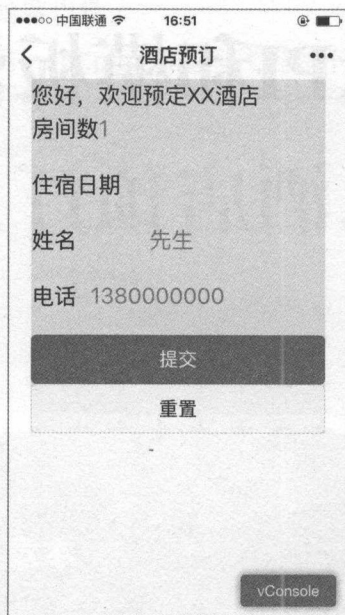 中国联通 16:51
酒店预订
您好，欢迎预定XX酒店
房间数1
住宿日期
姓名 先生
电话 1380000000
提交
重置
vConsole